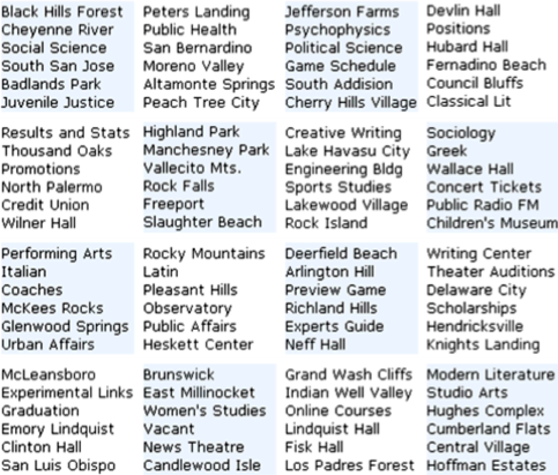 Black Hills Forest
Cheyenne River
Social Science
South San Jose
Badlands Park
Juvenile Justice
Peters Landing
Public Health
San Bernardino
Moreno Valley
Altamonte Springs
Peach Tree City
Jefferson Farms
Psychophysics
Political Science
Game Schedule
South Addision
Cherry Hills Village
Devlin Hall
Positions
Hubard Hall
Fernadino Beach
Council Bluffs
Classical Lit
Results and Stats
Thousand Oaks
Promotions
North Palermo
Credit Union
Wilner Hall
Highland Park
Manchesney Park
Vallecito Mts.
Rock Falls
Freeport
Slaughter Beach
Creative Writing
Lake Havasu City
Engineering Bldg
Sports Studies
Lakewood Village
Rock Island
Sociology
Greek
Wallace Hall
Concert Tickets
Public Radio FM
Children's Museum
Performing Arts
Italian
Coaches
McKees Rocks
Glenwood Springs
Urban Affairs
Rocky Mountains
Latin
Pleasant Hills
Observatory
Public Affairs
Heskett Center
Deerfield Beach
Arlington Hill
Preview Game
Richland Hills
Experts Guide
Neff Hall
Writing Center
Theater Auditions
Delaware City
Scholarships
Hendricksville
Knights Landing
McLeansboro
Experimental Links
Graduation
Emory Lindquist
Clinton Hall
San Luis Obispo
Brunswick
East Millinocket
Women's Studies
Vacant
News Theatre
Candlewood Isle
Grand Wash Cliffs
Indian Well Valley
Online Courses
Lindquist Hall
Fisk Hall
Los Padres Forest
Modern Literature
Studio Arts
Hughes Complex
Cumberland Flats
Central Village
Hoffman Estates